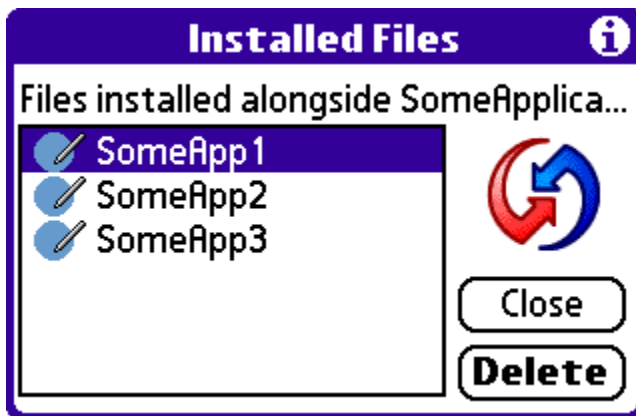 Installed Files
Files installed alongside SomeApplica...
SomeApp1
SomeApp2
SomeApp3
Close
Delete